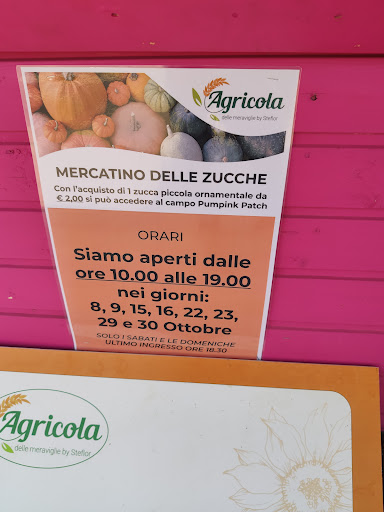 Agricola
delle meraviglie by Steflor
MERCATINO DELLE ZUCCHE
Con l'acquisto di 1 zucca piccola ornamentale da
€ 2,00 si può accedere al campo Pumpink Patch
ORARI
Siamo aperti dalle
ore 10.00 alle 19.00
nei giorni:
8, 9, 15, 16, 22, 23,
29 e 30 Ottobre
SOLO I SABATI E LE DOMENICHE
ULTIMO INGRESSO ORE 18.30
Agricola
delle meraviglie by Steflor